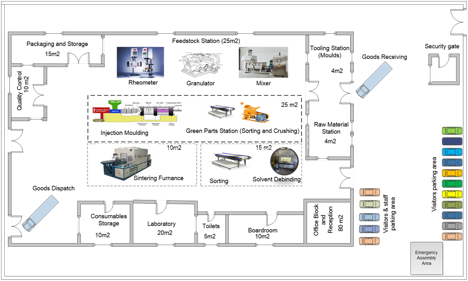 Feedstock Station (25m2)
Packaging and Storage
15m2
Tooling Station
(Moulds)
4m2
Goods Receiving
Security gate
Rheometer
Granulator
Mixer
Quality Control
10 m2
25 m2
Injection Moulding
Green Parts Station (Sorting and Crushing)
Raw Material
Station
4m2
10m2
15 m2
Sintering Furnance
Sorting
Solvent Debinding
Goods Dispatch
Visitors parking area
Visitors & staff
parking area
Consumables
Storage
10m2
Laboratory
20m2
Toilets
5m2
Boardroom
10m2
Office Block
and
Reception
80 m2
Emergency
Assembly
Area